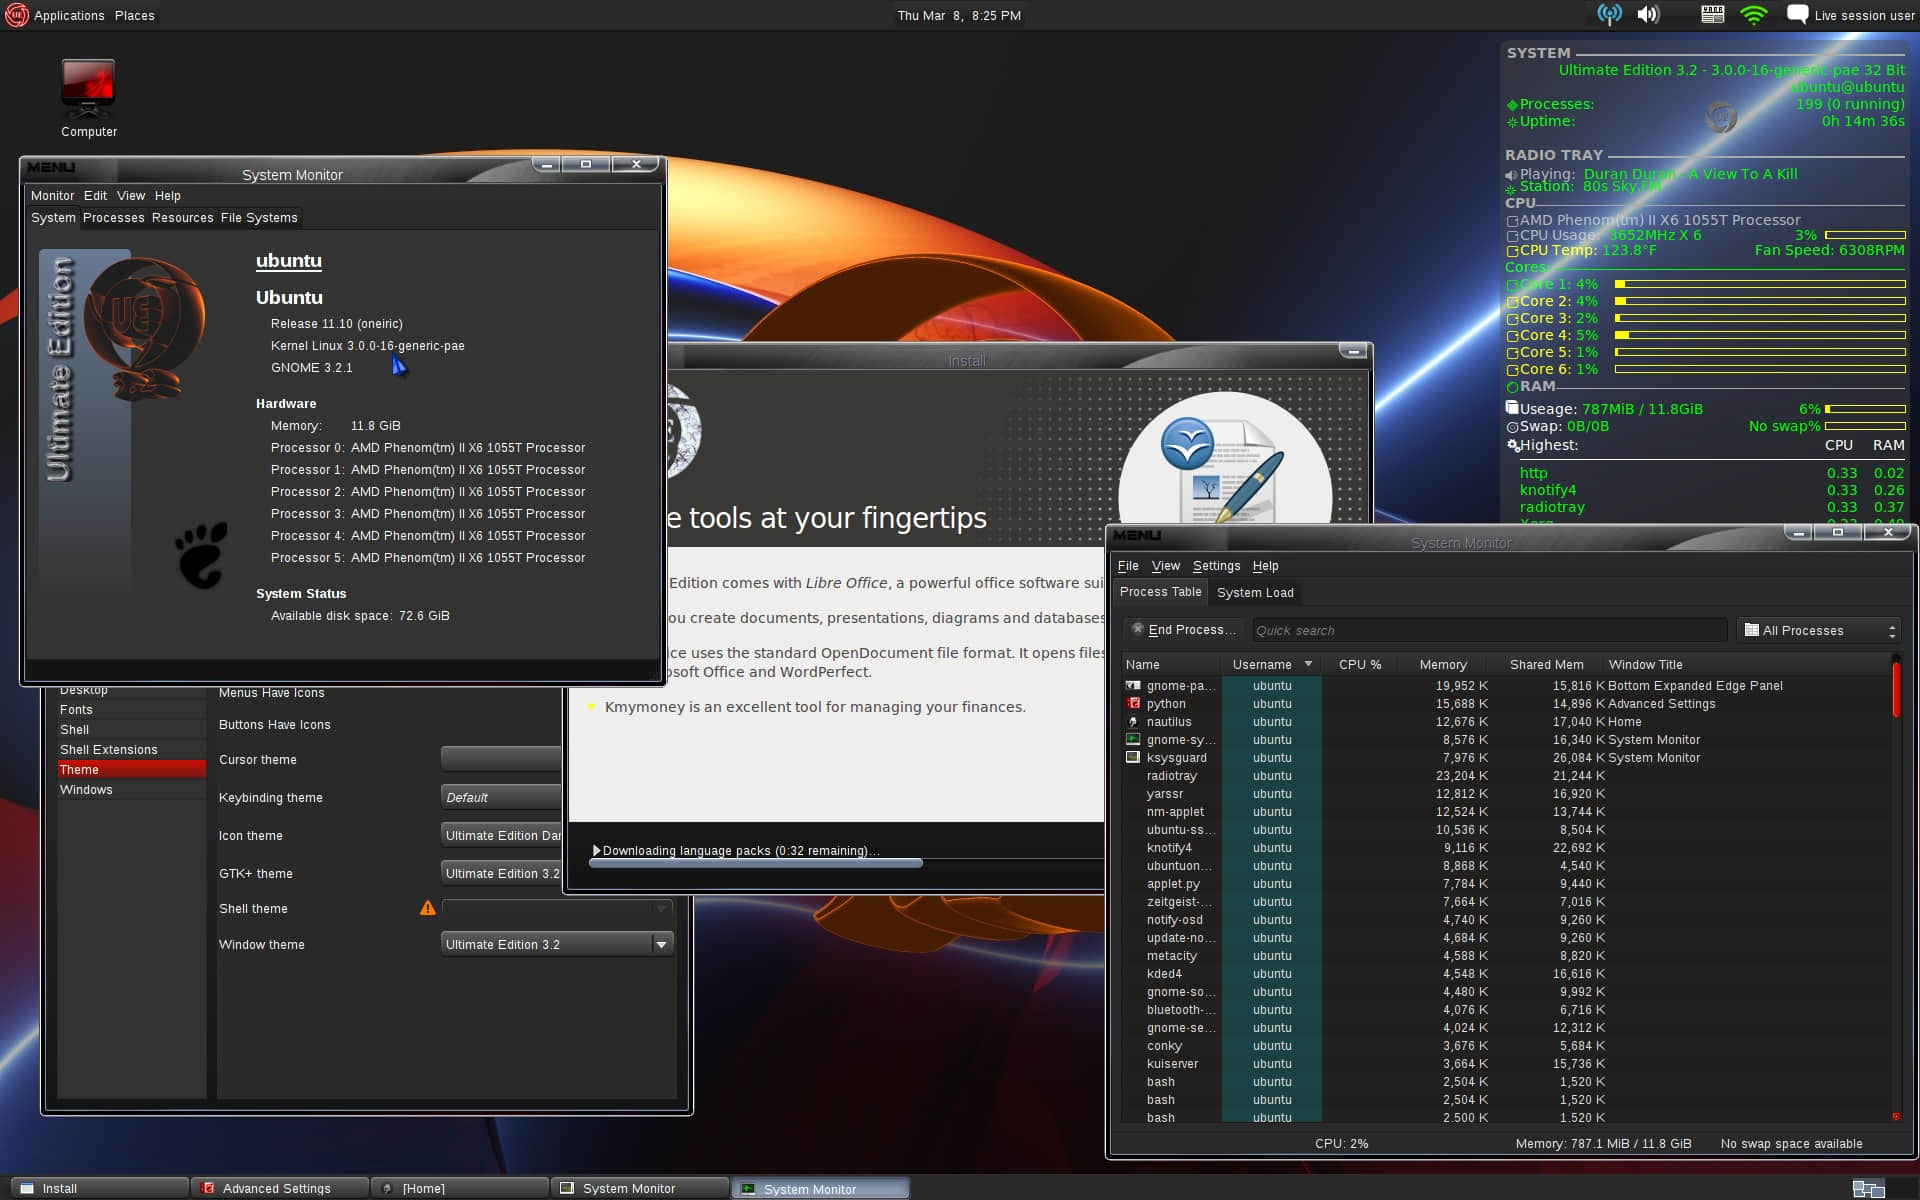 Applications Places
Thu Mar 8, 8:25 PM
Live session user
Computer
SYSTEM
Ultimate Edition 3.2 - 3.0.0-16-generic-pae 32 Bit
ubuntu@ubuntu
Processes: 199 (0 running)
Uptime: 0h 14m 36s
RADIO TRAY
Playing: Duran Duran - A View To A Kill
Station: 80s Sky.FM
CPU
AMD Phenom(tm) II X6 1055T Processor
CPU Usage: 3652MHz X 6 3%
CPU Temp: 123.8°F Fan Speed: 6308RPM
Cores:
Core 1: 4%
Core 2: 4%
Core 3: 2%
Core 4: 5%
Core 5: 1%
Core 6: 1%
RAM
Useage: 787MiB / 11.8GiB 6%
Swap: 0B/0B No swap%
Highest: CPU RAM
http 0.33 0.02
knotify4 0.33 0.26
radiotray 0.33 0.37
MENU
System Monitor
Monitor Edit View Help
System Processes Resources File Systems
Ultimate Edition
UE
ubuntu
Ubuntu
Release 11.10 (oneiric)
Kernel Linux 3.0.0-16-generic-pae
GNOME 3.2.1
Hardware
Memory: 11.8 GiB
Processor 0: AMD Phenom(tm) II X6 1055T Processor
Processor 1: AMD Phenom(tm) II X6 1055T Processor
Processor 2: AMD Phenom(tm) II X6 1055T Processor
Processor 3: AMD Phenom(tm) II X6 1055T Processor
Processor 4: AMD Phenom(tm) II X6 1055T Processor
Processor 5: AMD Phenom(tm) II X6 1055T Processor
System Status
Available disk space: 72.6 GiB
Install
e tools at your fingertips
Edition comes with Libre Office, a powerful office software sui
ou create documents, presentations, diagrams and databases
ice uses the standard OpenDocument file format. It opens files
osoft Office and WordPerfect.
Kmymoney is an excellent tool for managing your finances.
Downloading language packs (0:32 remaining)...
Desktop
Fonts
Shell
Shell Extensions
Theme
Windows
Menus Have Icons
Buttons Have Icons
Cursor theme
Keybinding theme Default
Icon theme Ultimate Edition Dar
GTK+ theme Ultimate Edition 3.2
Shell theme
Window theme Ultimate Edition 3.2
MENU
System Monitor
File View Settings Help
Process Table System Load
End Process... Quick search All Processes
Name Username CPU % Memory Shared Mem Window Title
gnome-pa... ubuntu 19,952 K 15,816 K Bottom Expanded Edge Panel
python ubuntu 15,688 K 14,896 K Advanced Settings
nautilus ubuntu 12,676 K 17,040 K Home
gnome-sy... ubuntu 8,576 K 16,340 K System Monitor
ksysguard ubuntu 7,976 K 26,084 K System Monitor
radiotray ubuntu 23,204 K 21,244 K
yarssr ubuntu 12,812 K 16,920 K
nm-applet ubuntu 12,524 K 13,744 K
ubuntu-ss... ubuntu 10,536 K 8,504 K
knotify4 ubuntu 9,116 K 22,692 K
ubuntuon... ubuntu 8,868 K 4,540 K
applet.py ubuntu 7,784 K 9,440 K
zeitgeist-... ubuntu 7,664 K 7,016 K
notify-osd ubuntu 4,740 K 9,260 K
update-no... ubuntu 4,684 K 9,260 K
metacity ubuntu 4,588 K 8,820 K
kded4 ubuntu 4,548 K 16,616 K
gnome-so... ubuntu 4,480 K 9,992 K
bluetooth-... ubuntu 4,076 K 6,716 K
gnome-se... ubuntu 4,024 K 12,312 K
conky ubuntu 3,676 K 5,684 K
kuiserver ubuntu 3,664 K 15,736 K
bash ubuntu 2,504 K 1,520 K
bash ubuntu 2,504 K 1,520 K
bash ubuntu 2,500 K 1,520 K
CPU: 2% Memory: 787.1 MiB / 11.8 GiB No swap space available
Install Advanced Settings [Home] System Monitor System Monitor